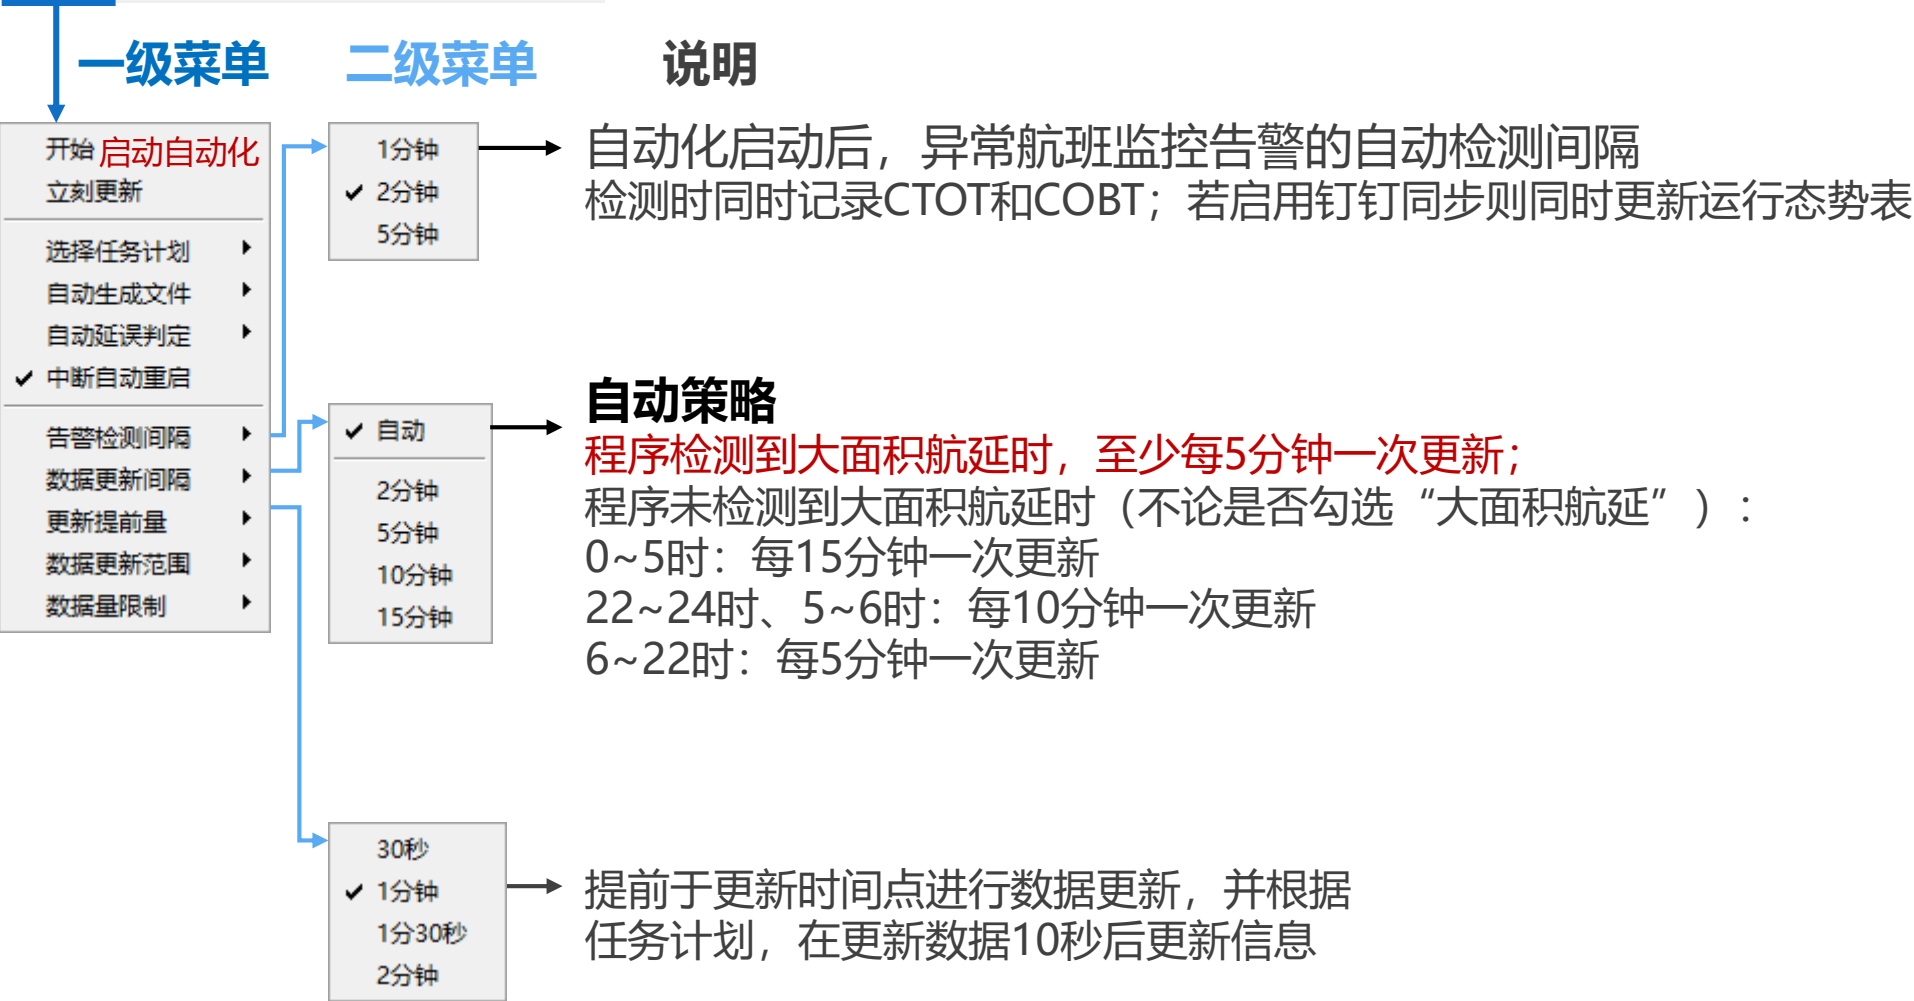 一级菜单
二级菜单
说明
开始 启动自动化
立刻更新
选择任务计划
自动生成文件
自动延误判定
中断自动重启
告警检测间隔
数据更新间隔
更新提前量
数据更新范围
数据量限制
1分钟
2分钟
5分钟
自动化启动后，异常航班监控告警的自动检测间隔
检测时同时记录CTOT和COBT；若启用钉钉同步则同时更新运行态势表
自动
2分钟
5分钟
10分钟
15分钟
自动策略
程序检测到大面积航延时，至少每5分钟一次更新；
程序未检测到大面积航延时（不论是否勾选“大面积航延”）：
0~5时：每15分钟一次更新
22~24时、5~6时：每10分钟一次更新
6~22时：每5分钟一次更新
30秒
1分钟
1分30秒
2分钟
提前于更新时间点进行数据更新，并根据
任务计划，在更新数据10秒后更新信息